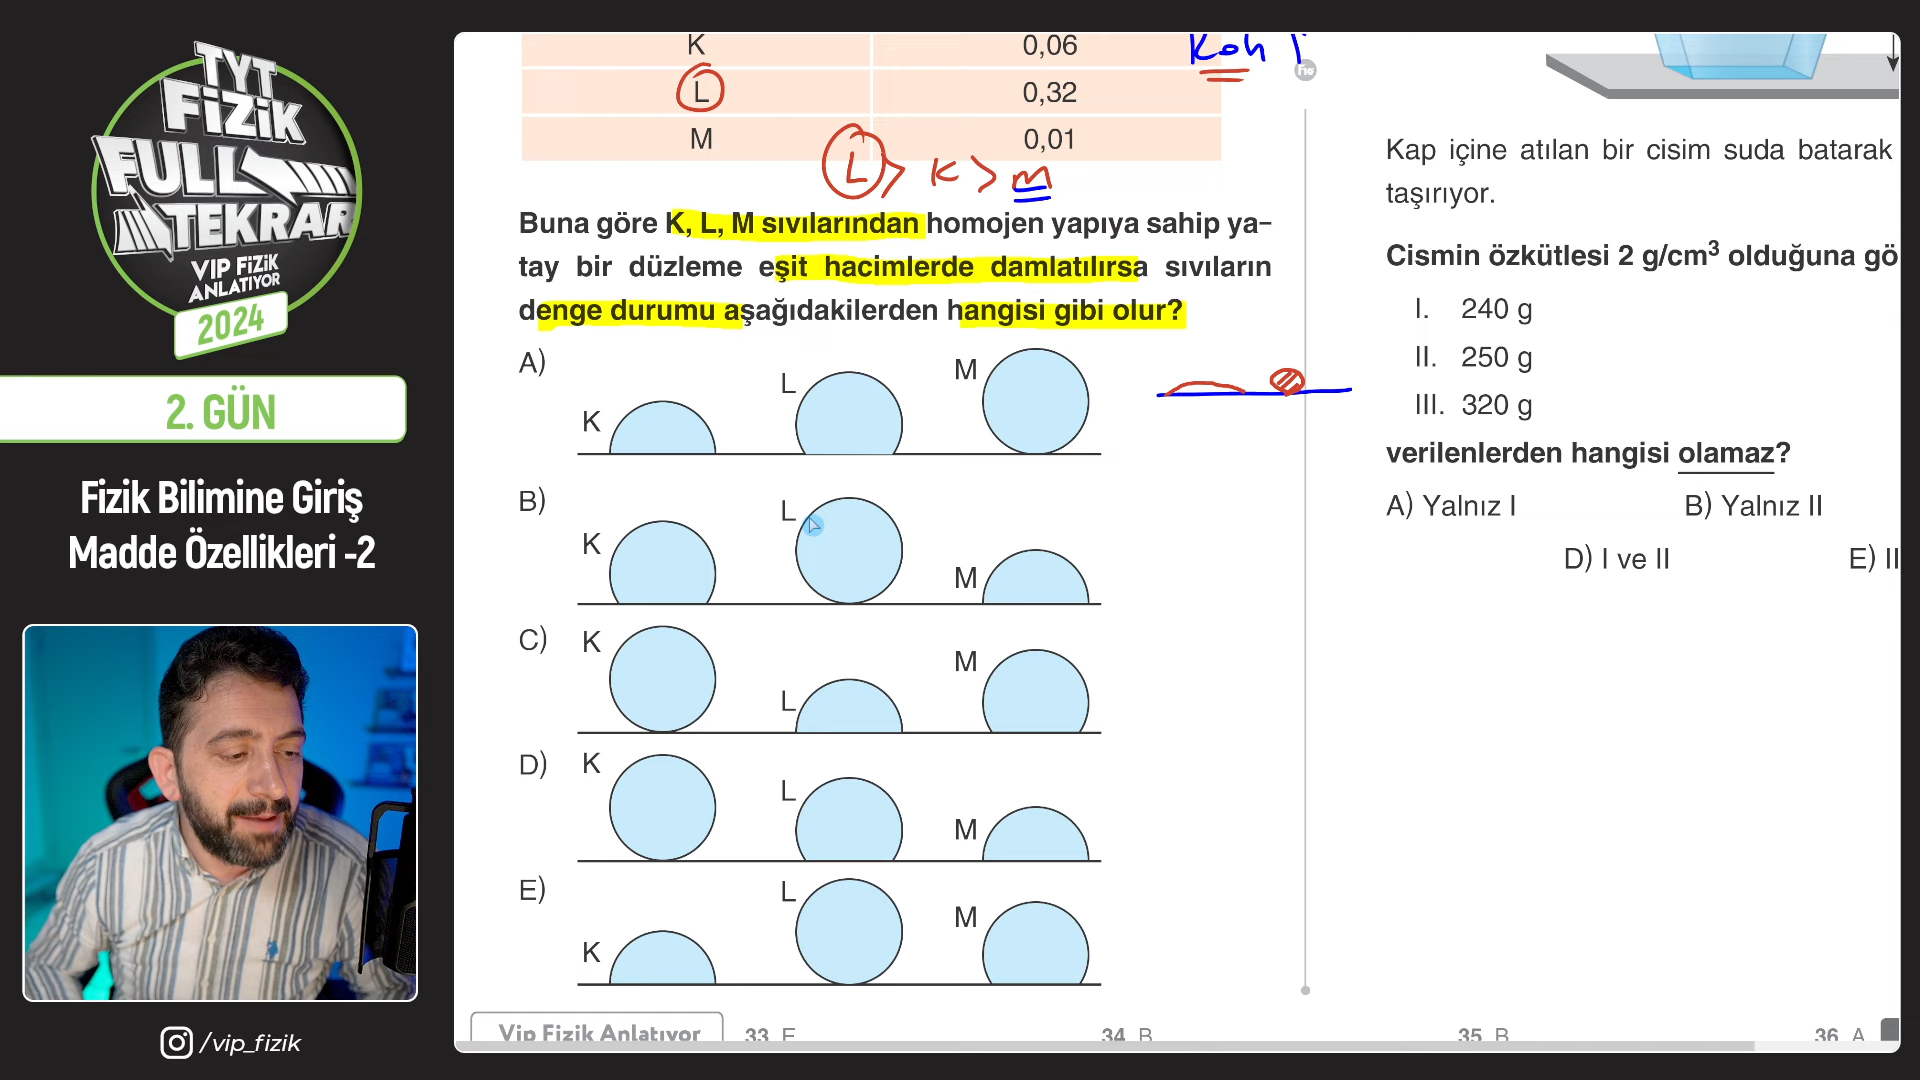 TYT
FiZiK
FULL
TEKRAR
VIP FiZiK
ANLATIYOR
2024
2. GÜN
Fizik Bilimine Giriş
Madde Özellikleri -2
/vip_fizik
K 0,06
L 0,32
M 0,01
Koh
L > K > m
Buna göre K, L, M sıvılarından homojen yapıya sahip ya-
tay bir düzleme eşit hacimlerde damlatılırsa sıvıların
denge durumu aşağıdakilerden hangisi gibi olur?
A) K L M
B) K L M
C) K L M
D) K L M
E) K L M
Kap içine atılan bir cisim suda batarak
taşırıyor.
Cismin özkütlesi 2 g/cm³ olduğuna gö
I. 240 g
II. 250 g
III. 320 g
verilenlerden hangisi olamaz?
A) Yalnız I B) Yalnız II
D) I ve II E) II
Vip Fizik Anlatıyor 33 E 34 B 35 B 36 A